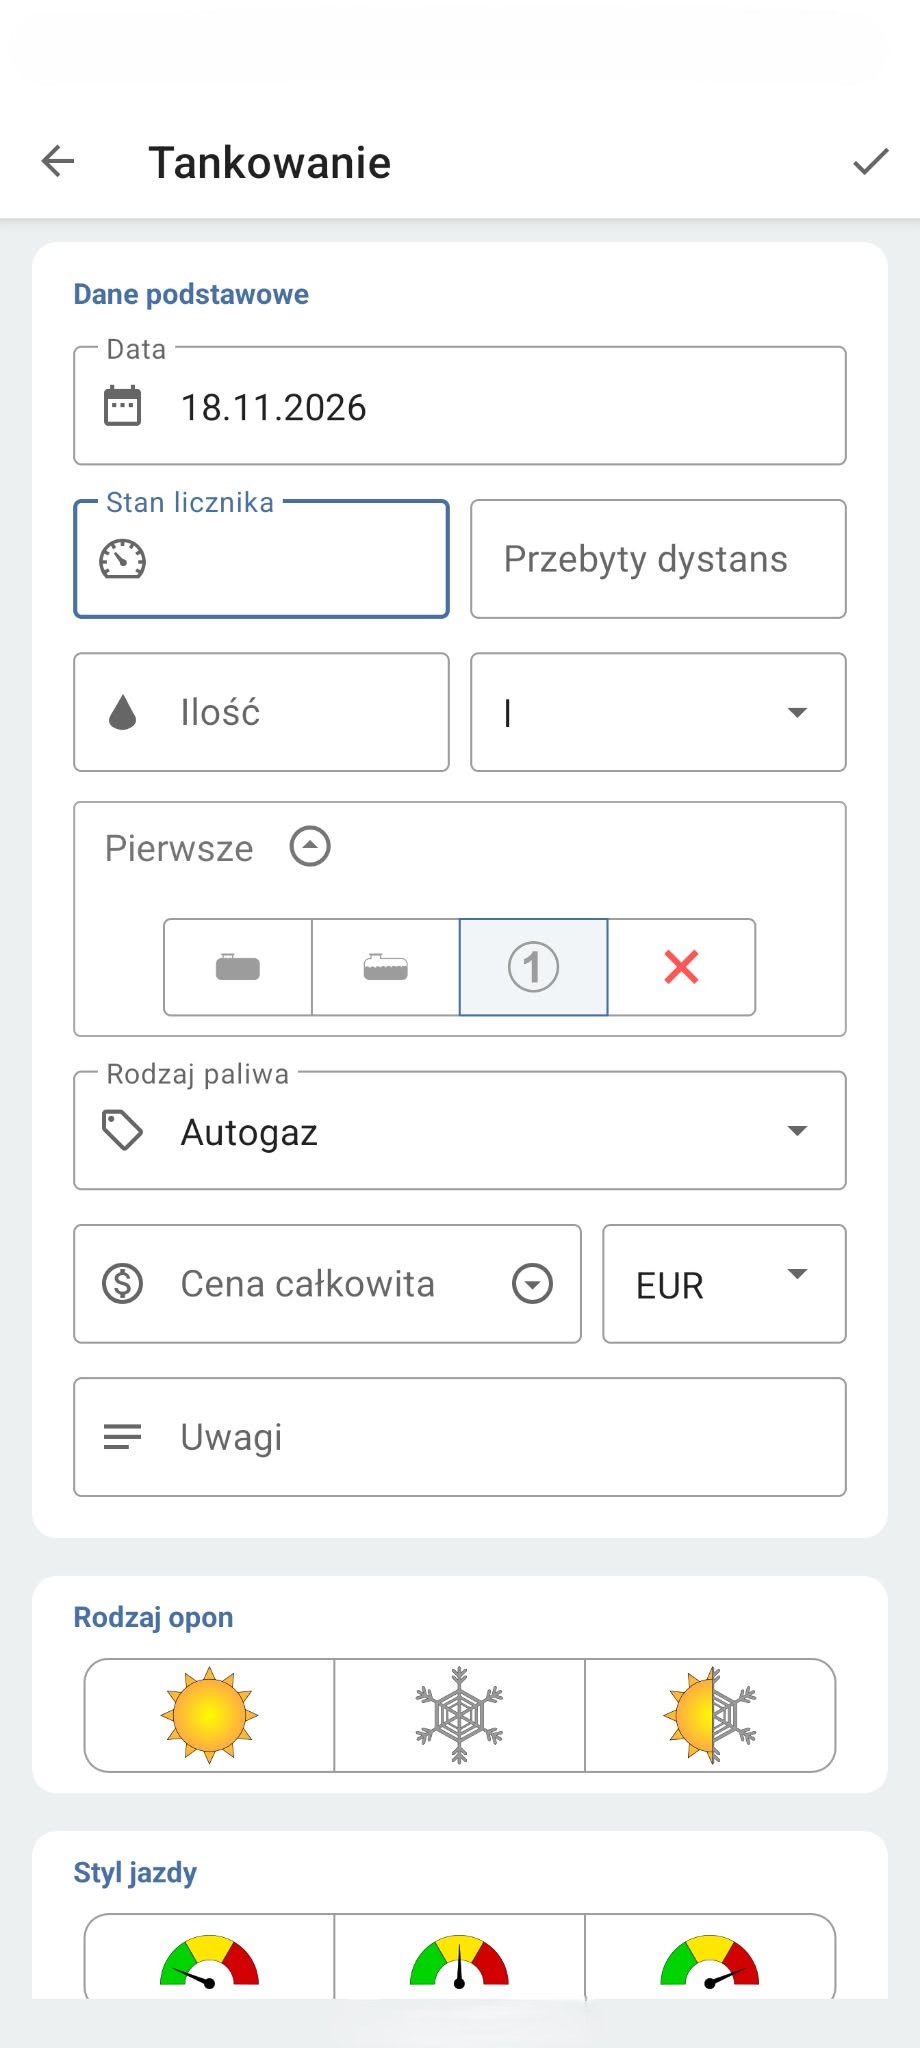 Tankowanie
Dane podstawowe
Data
18.11.2026
Stan licznika
Przebyty dystans
Ilość
l
Pierwsze
1
Rodzaj paliwa
Autogaz
$ Cena całkowita
EUR
Uwagi
Rodzaj opon
Styl jazdy